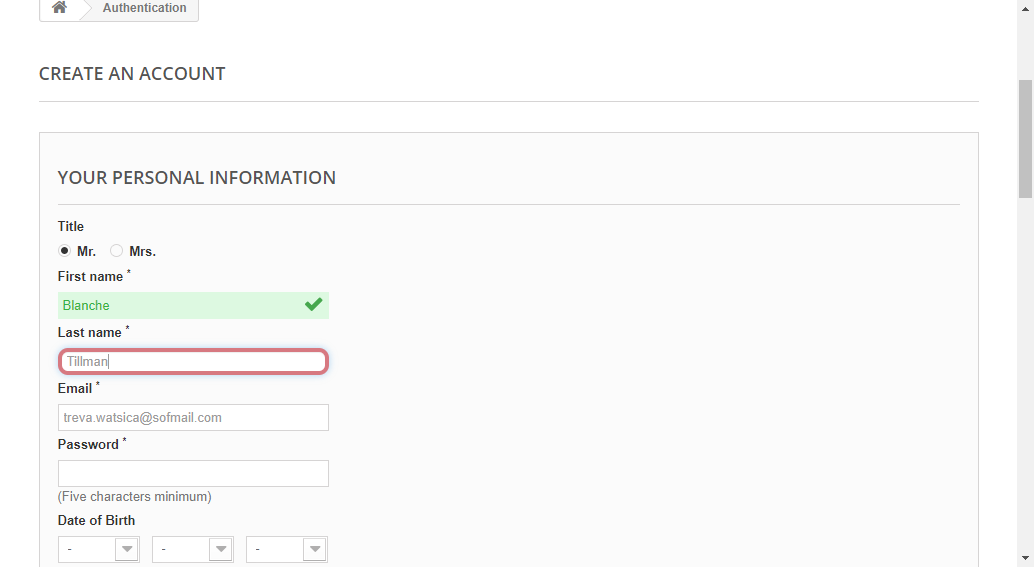 Authentication
CREATE AN ACCOUNT
YOUR PERSONAL INFORMATION
Title
Mr. Mrs.
First name *
Blanche
Last name *
Tillman
Email *
treva.watsica@sofmail.com
Password *
(Five characters minimum)
Date of Birth
- - -